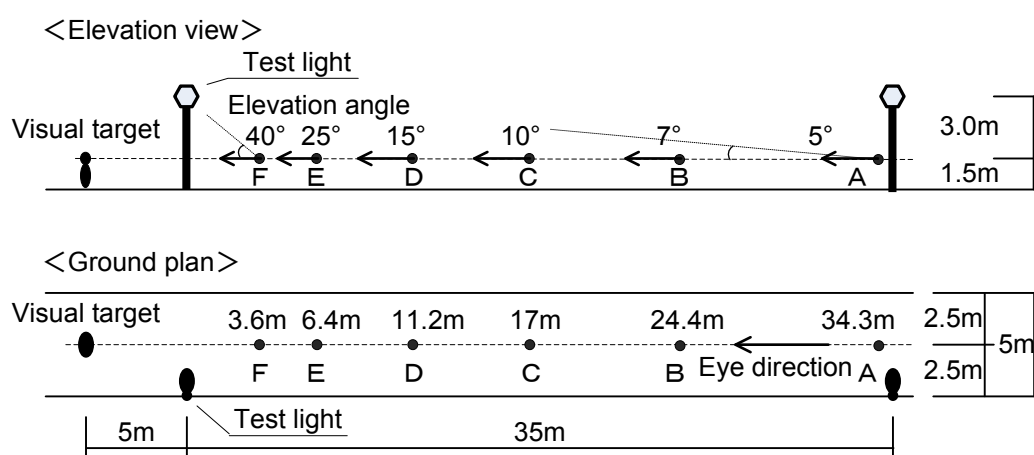 ＜Elevation view＞
Test light
Elevation angle
Visual target
40° 25° 15° 10° 7° 5°
3.0m
F E D C B A
1.5m
＜Ground plan＞
Visual target
3.6m 6.4m 11.2m 17m 24.4m 34.3m
2.5m
5m
F E D C B Eye direction A
2.5m
Test light
5m 35m